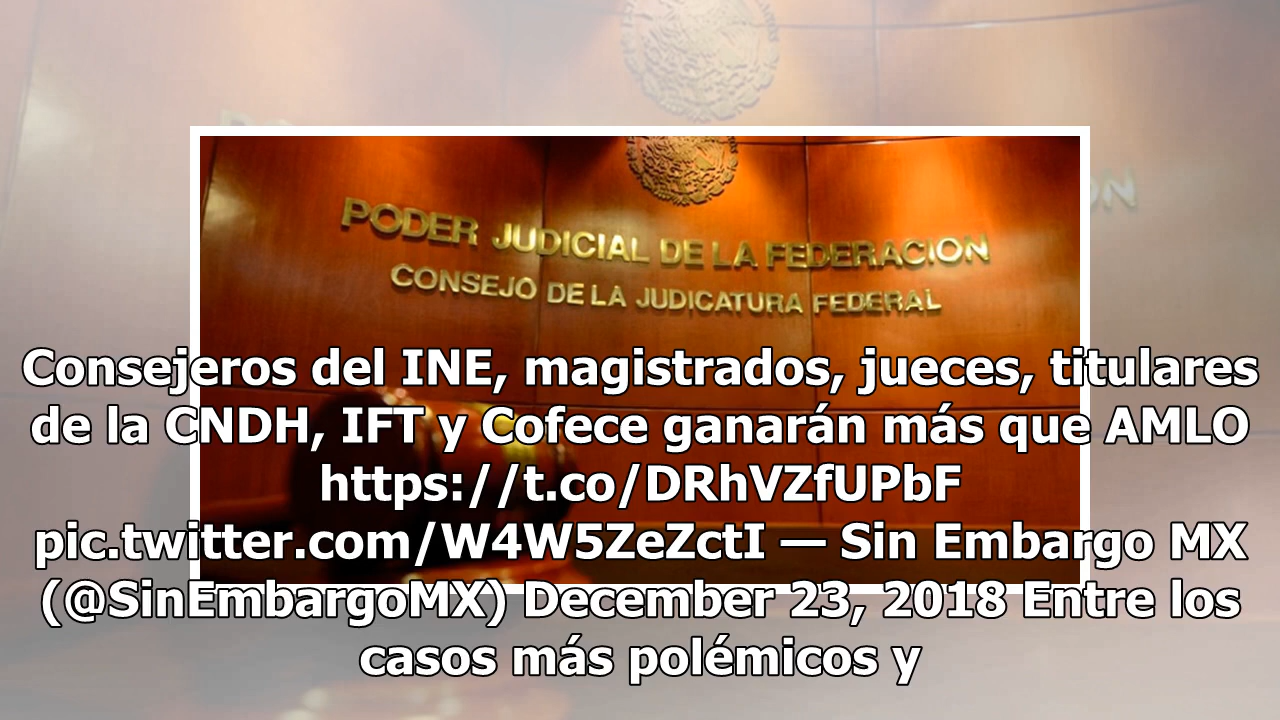 PODER JUDICIAL DE LA FEDERACION
CONSEJO DE LA JUDICATURA FEDERAL
Consejeros del INE, magistrados, jueces, titulares
de la CNDH, IFT y Cofece ganarán más que AMLO
https://t.co/DRhVZfUPbF
pic.twitter.com/W4W5ZeZctI — Sin Embargo MX
(@SinEmbargoMX) December 23, 2018 Entre los
casos más polémicos y